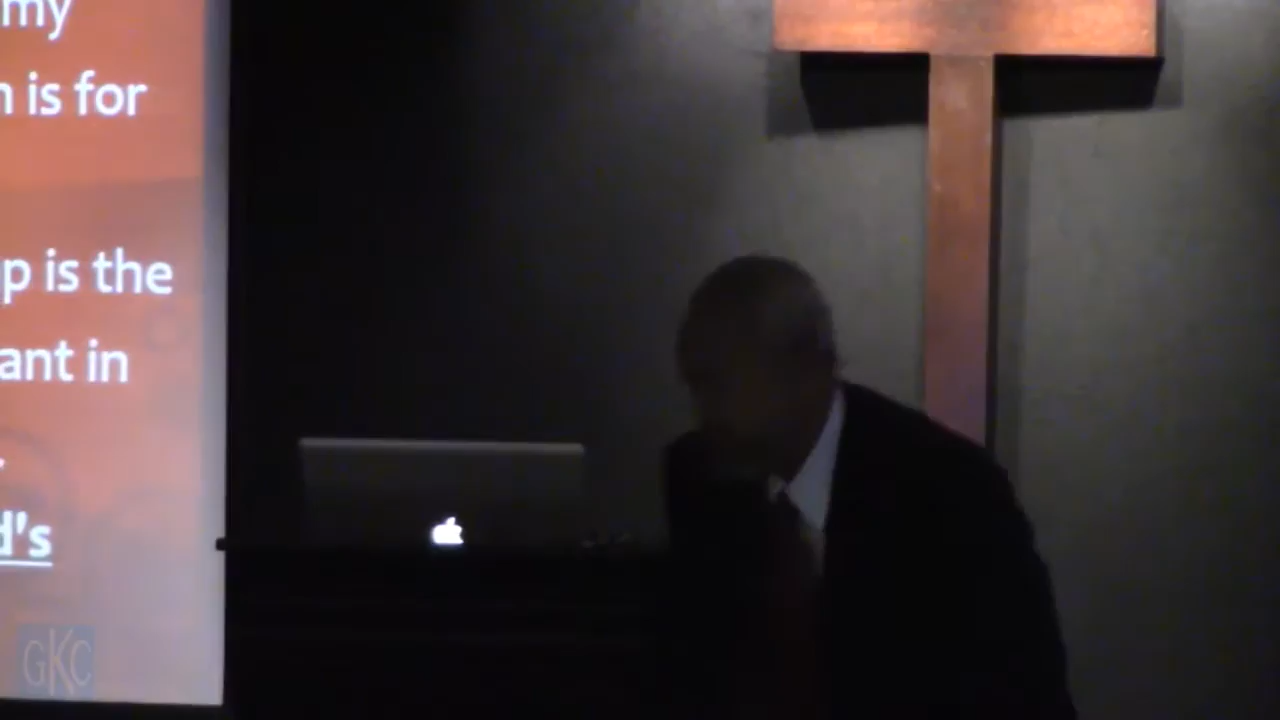 my
is for
p is the
ant in
d's
GKC